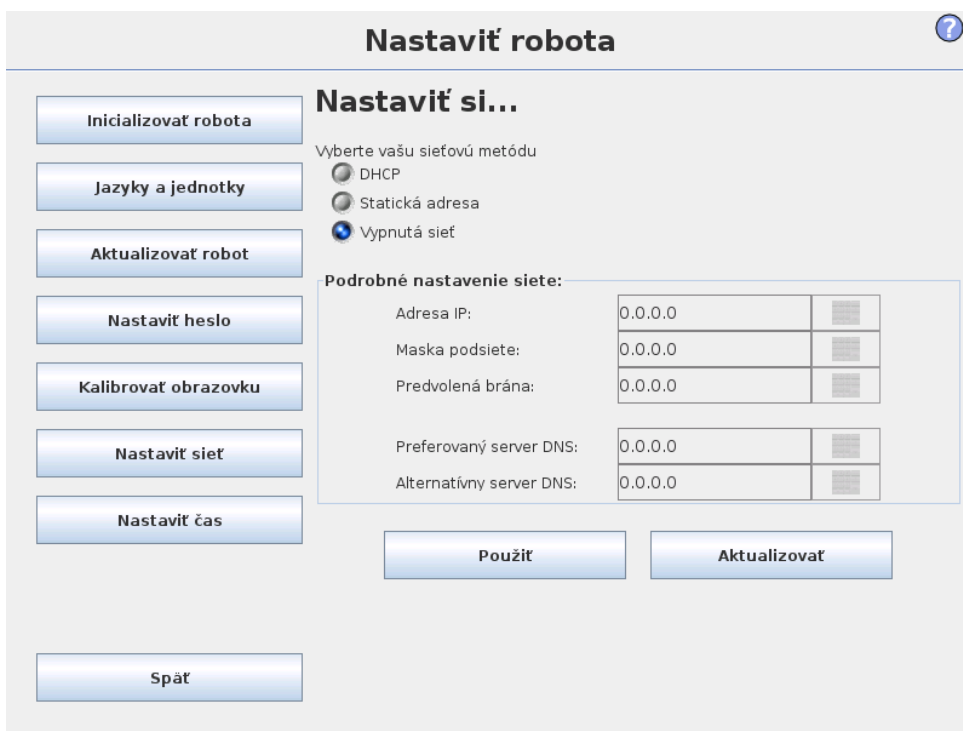 Nastaviť robota
?
Inicializovať robota
Jazyky a jednotky
Aktualizovať robot
Nastaviť heslo
Kalibrovať obrazovku
Nastaviť sieť
Nastaviť čas
Späť
Nastaviť si...
Vyberte vašu sieťovú metódu
DHCP
Statická adresa
Vypnutá sieť
Podrobné nastavenie siete:
Adresa IP: 0.0.0.0
Maska podsiete: 0.0.0.0
Predvolená brána: 0.0.0.0
Preferovaný server DNS: 0.0.0.0
Alternatívny server DNS: 0.0.0.0
Použiť
Aktualizovať